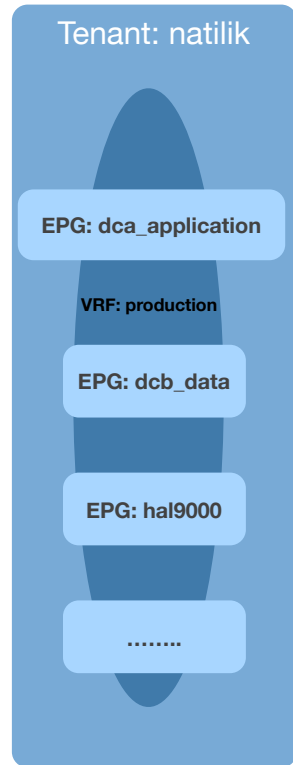 Tenant: natilik
EPG: dca_application
VRF: production
EPG: dcb_data
EPG: hal9000
........